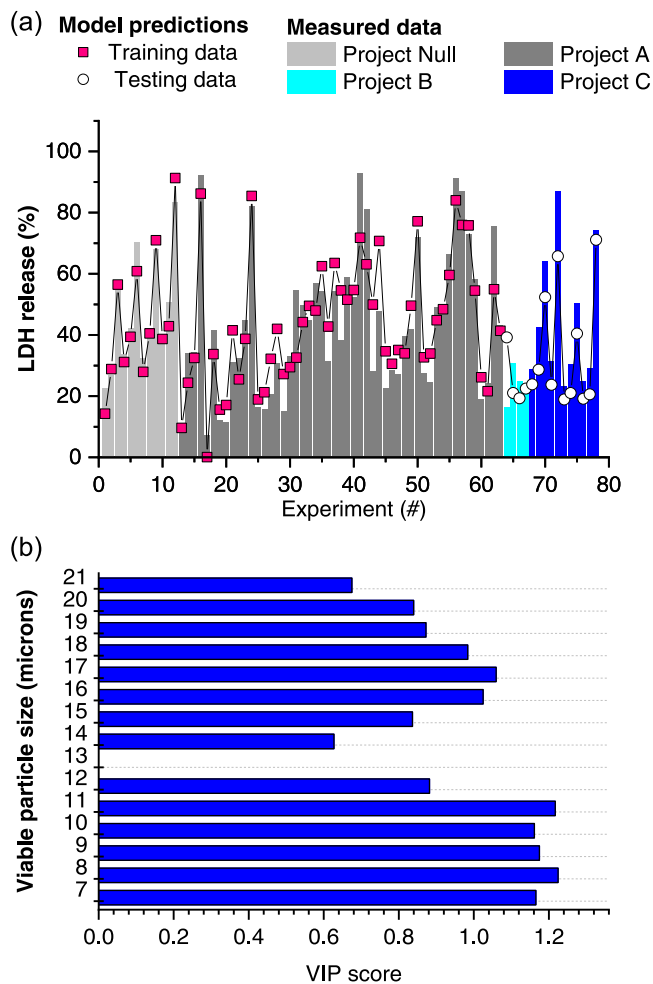 (a) Model predictions Measured data
Training data Project Null Project A
Testing data Project B Project C
100
80
60
40
20
0
LDH release (%)
0 10 20 30 40 50 60 70 80
Experiment (#)
(b)
21
20
19
18
17
16
15
14
13
12
11
10
9
8
7
Viable particle size (microns)
0.0 0.2 0.4 0.6 0.8 1.0 1.2
VIP score